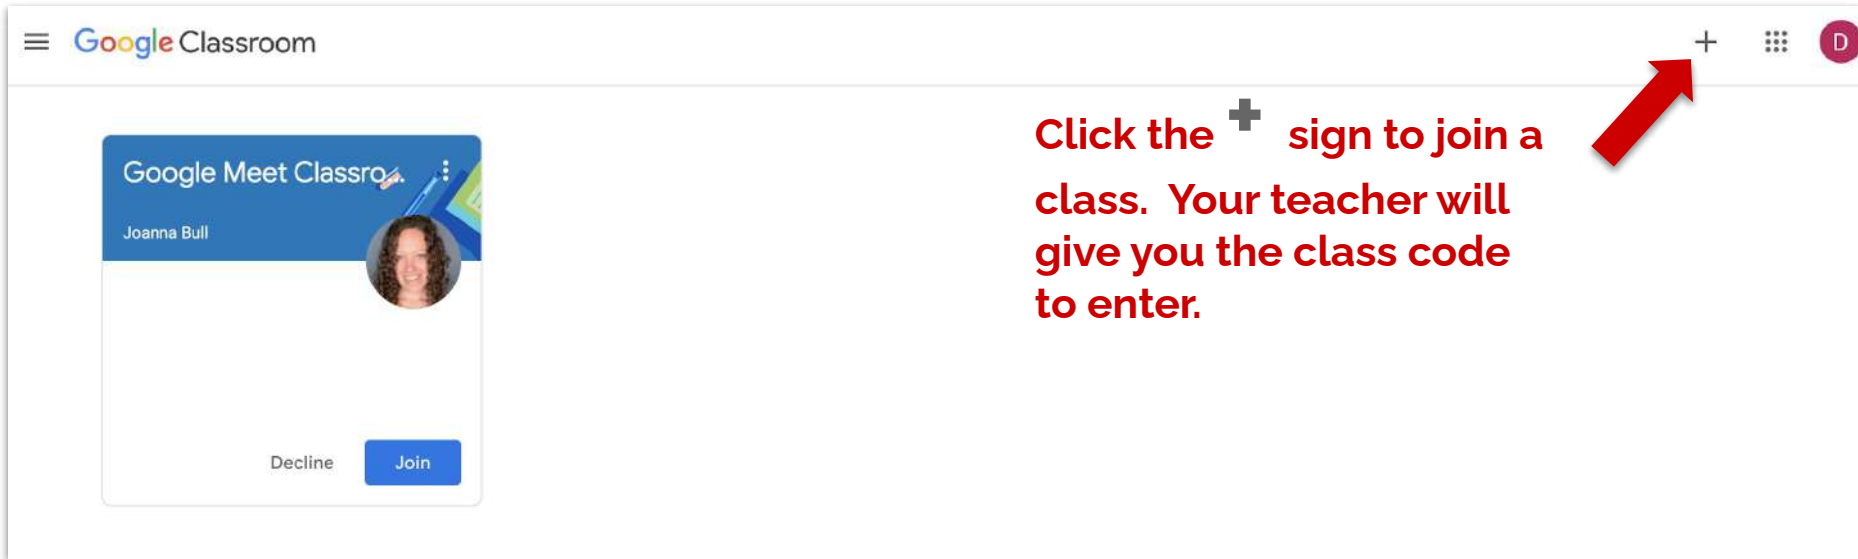 Google Classroom
D
Google Meet Classro...
Joanna Bull
Decline
Join
Click the + sign to join a
class. Your teacher will
give you the class code
to enter.